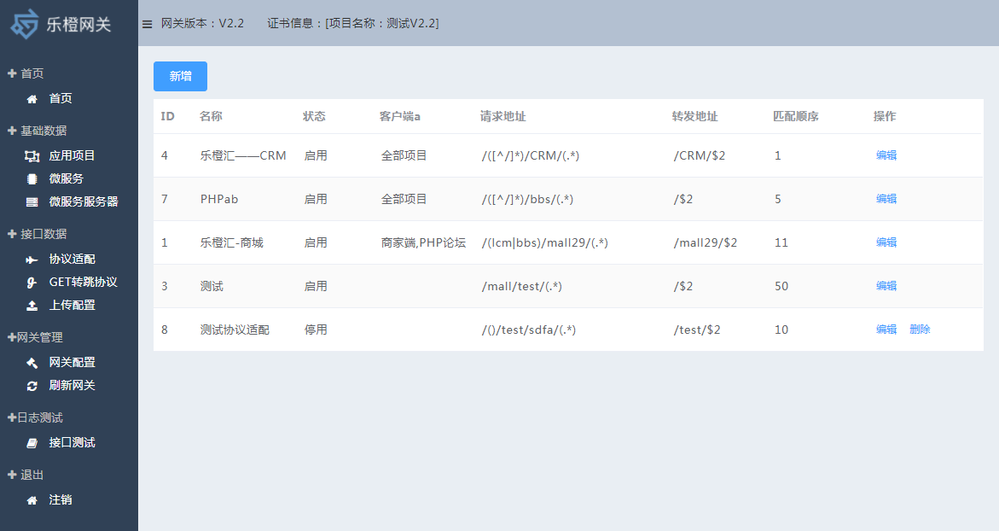 乐橙网关
首页
首页
基础数据
应用项目
微服务
微服务服务器
接口数据
协议适配
GET转跳协议
上传配置
网关管理
网关配置
刷新网关
日志测试
接口测试
退出
注销
网关版本：V2.2 证书信息：[项目名称：测试V2.2]
新增
ID 名称 状态 客户端a 请求地址 转发地址 匹配顺序 操作
4 乐橙汇——CRM 启用 全部项目 /([^/]*)/CRM/(.*) /CRM/$2 1 编辑
7 PHPab 启用 全部项目 /([^/]*)/bbs/(.*) /$2 5 编辑
1 乐橙汇-商城 启用 商家端,PHP论坛 /(lcm|bbs)/mall29/(.*) /mall29/$2 11 编辑
3 测试 启用 /mall/test/(.*) /$2 50 编辑
8 测试协议适配 停用 /()/test/sdfa/(.*) /test/$2 10 编辑 删除